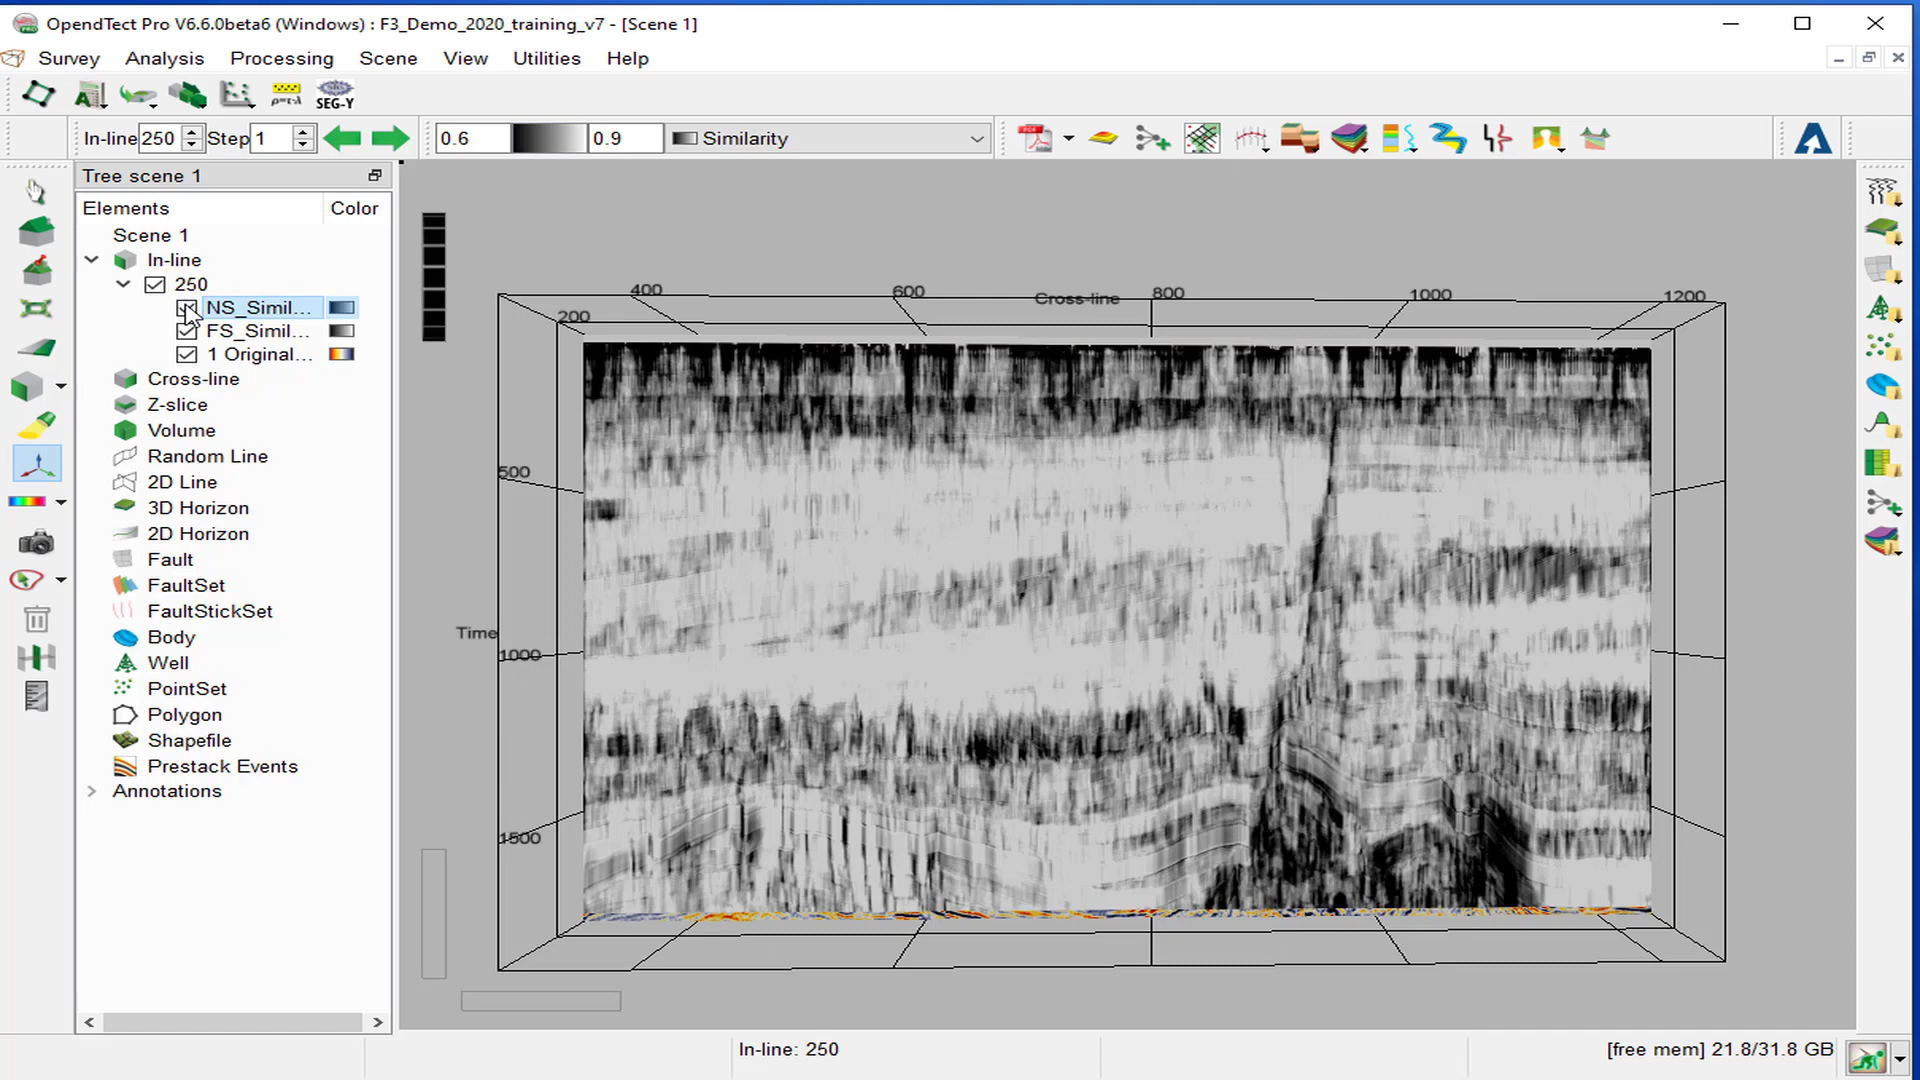 OpendTect Pro V6.6.0beta6 (Windows) : F3_Demo_2020_training_v7 - [Scene 1]
Survey Analysis Processing Scene View Utilities Help
SEG-Y
In-line 250 Step 1 0.6 0.9 Similarity
PDF
Tree scene 1
Elements Color
Scene 1
In-line
250
NS_Simil...
FS_Simil...
1 Original...
Cross-line
Z-slice
Volume
Random Line
2D Line
3D Horizon
2D Horizon
Fault
FaultSet
FaultStickSet
Body
Well
PointSet
Polygon
Shapefile
Prestack Events
Annotations
400 600 Cross-line 800 1000 1200
200
500
Time
1000
1500
In-line: 250 [free mem] 21.8/31.8 GB